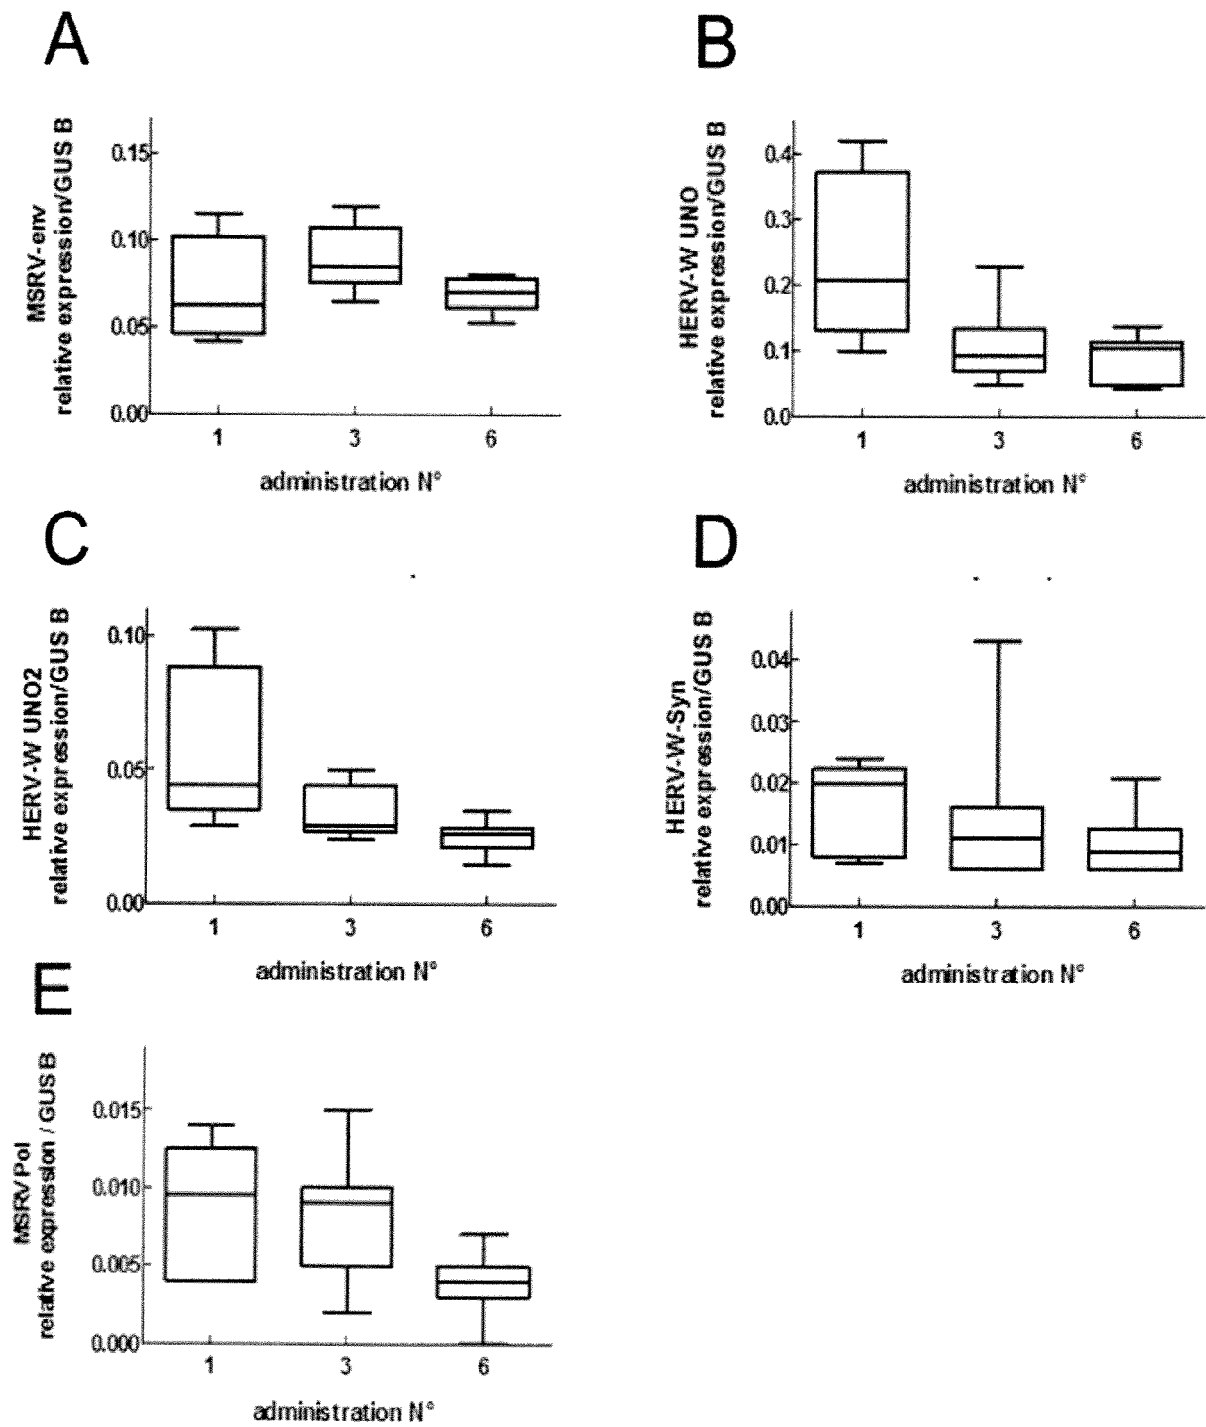 A
MSRV-env
relative expression/GUS B
0.15
0.10
0.05
0.00
1 3 6
administration N°
B
HERV-W UNO
relative expression/GUS B
0.4
0.3
0.2
0.1
0.0
1 3 6
administration N°
C
HERV-W UNO2
relative expression/GUS B
0.10
0.05
0.00
1 3 6
administration N°
D
HERV-W-Syn
relative expression/GUS B
0.04
0.03
0.02
0.01
0.00
1 3 6
administration N°
E
MSRV Pol
relative expression / GUS B
0.015
0.010
0.005
0.000
1 3 6
administration N°